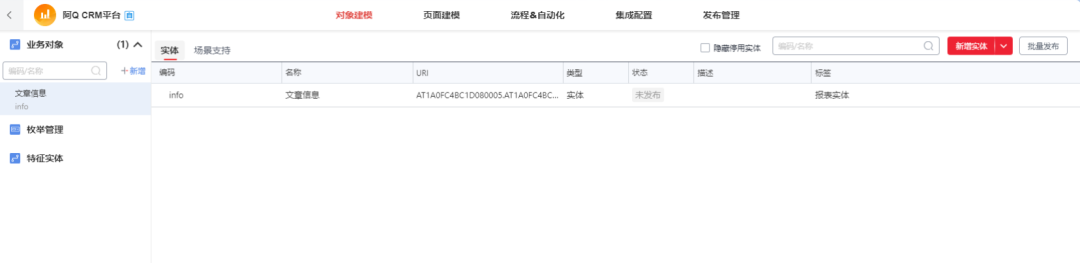 阿Q CRM平台
对象建模 页面建模 流程&自动化 集成配置 发布管理
业务对象 (1)
编码/名称 +新增
文章信息
info
枚举管理
特征实体
实体 场景支持 隐藏停用实体 编码/名称 新增实体 批量发布
编码 名称 URI 类型 状态 描述 标签
info 文章信息 AT1A0FC4BC1D080005.AT1A0FC4BC... 实体 未发布 报表实体